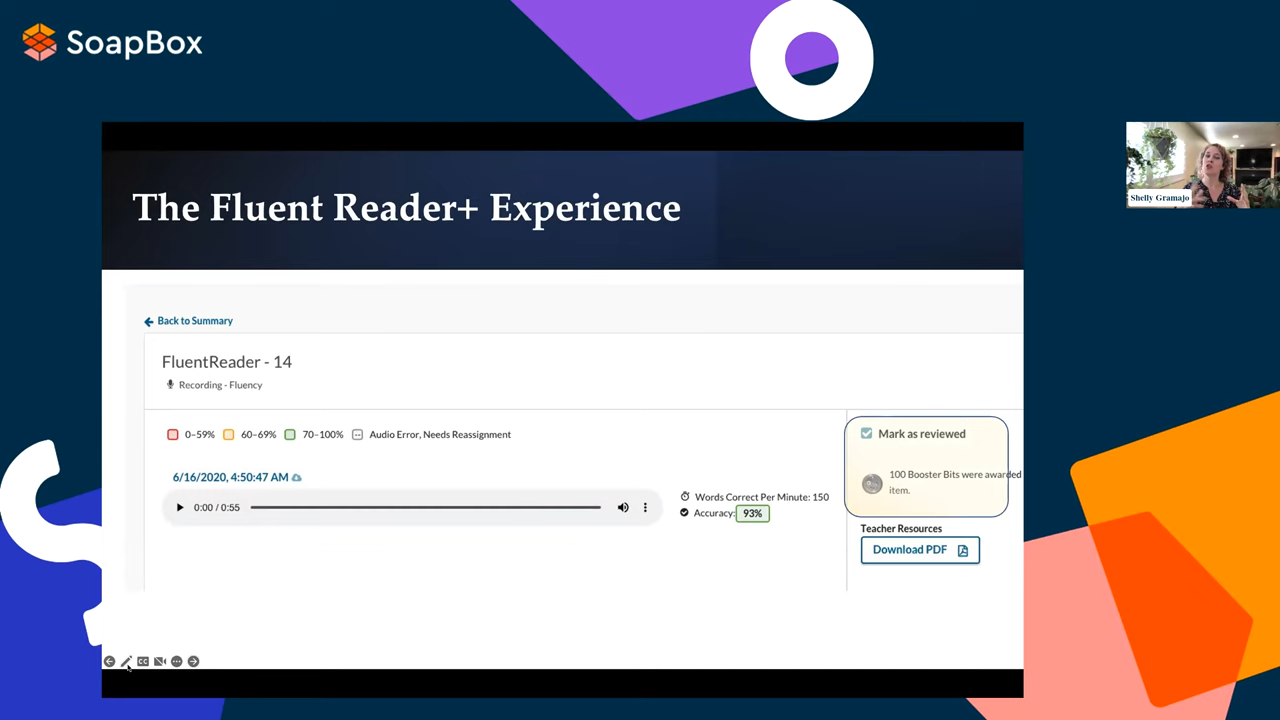 SoapBox
The Fluent Reader+ Experience
Shelly Gramajo
Back to Summary
FluentReader - 14
Recording - Fluency
0–59% 60–69% 70–100% Audio Error, Needs Reassignment
Mark as reviewed
6/16/2020, 4:50:47 AM
100 Booster Bits were awarded
item.
0:00 / 0:55
Words Correct Per Minute: 150
Accuracy: 93%
Teacher Resources
Download PDF
CC